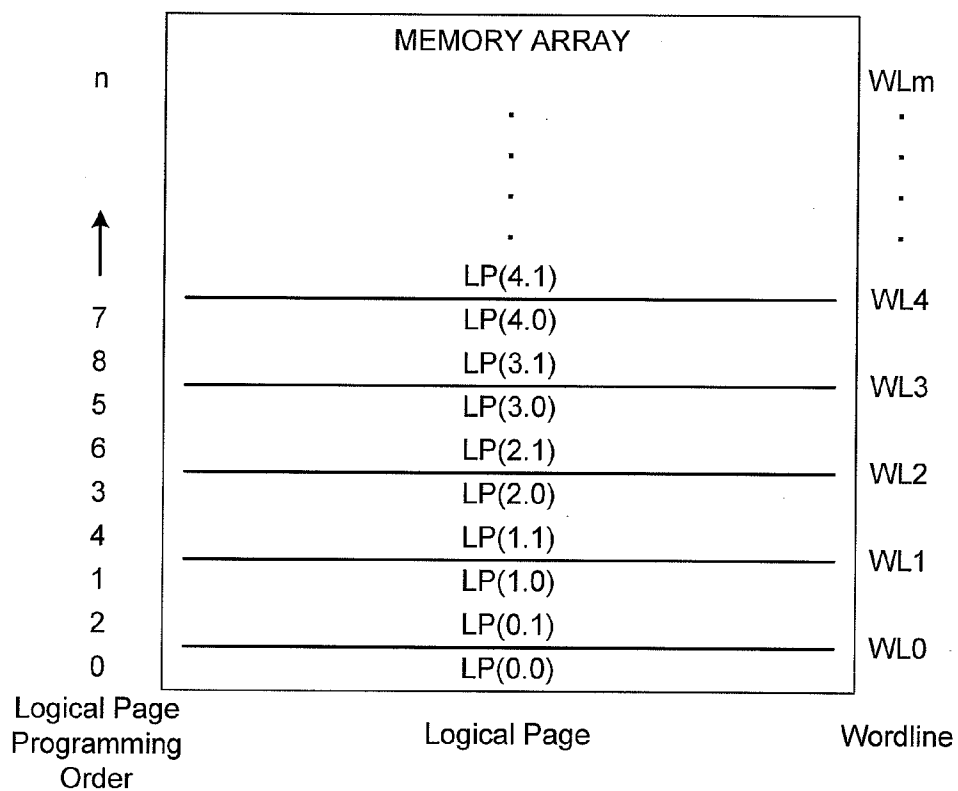 MEMORY ARRAY
n WLm
. .
. .
. .
. .
LP(4.1)
WL4
7 LP(4.0)
8 LP(3.1)
WL3
5 LP(3.0)
6 LP(2.1)
WL2
3 LP(2.0)
4 LP(1.1)
WL1
1 LP(1.0)
2 LP(0.1)
WL0
0 LP(0.0)
Logical Page
Programming
Order
Logical Page
Wordline